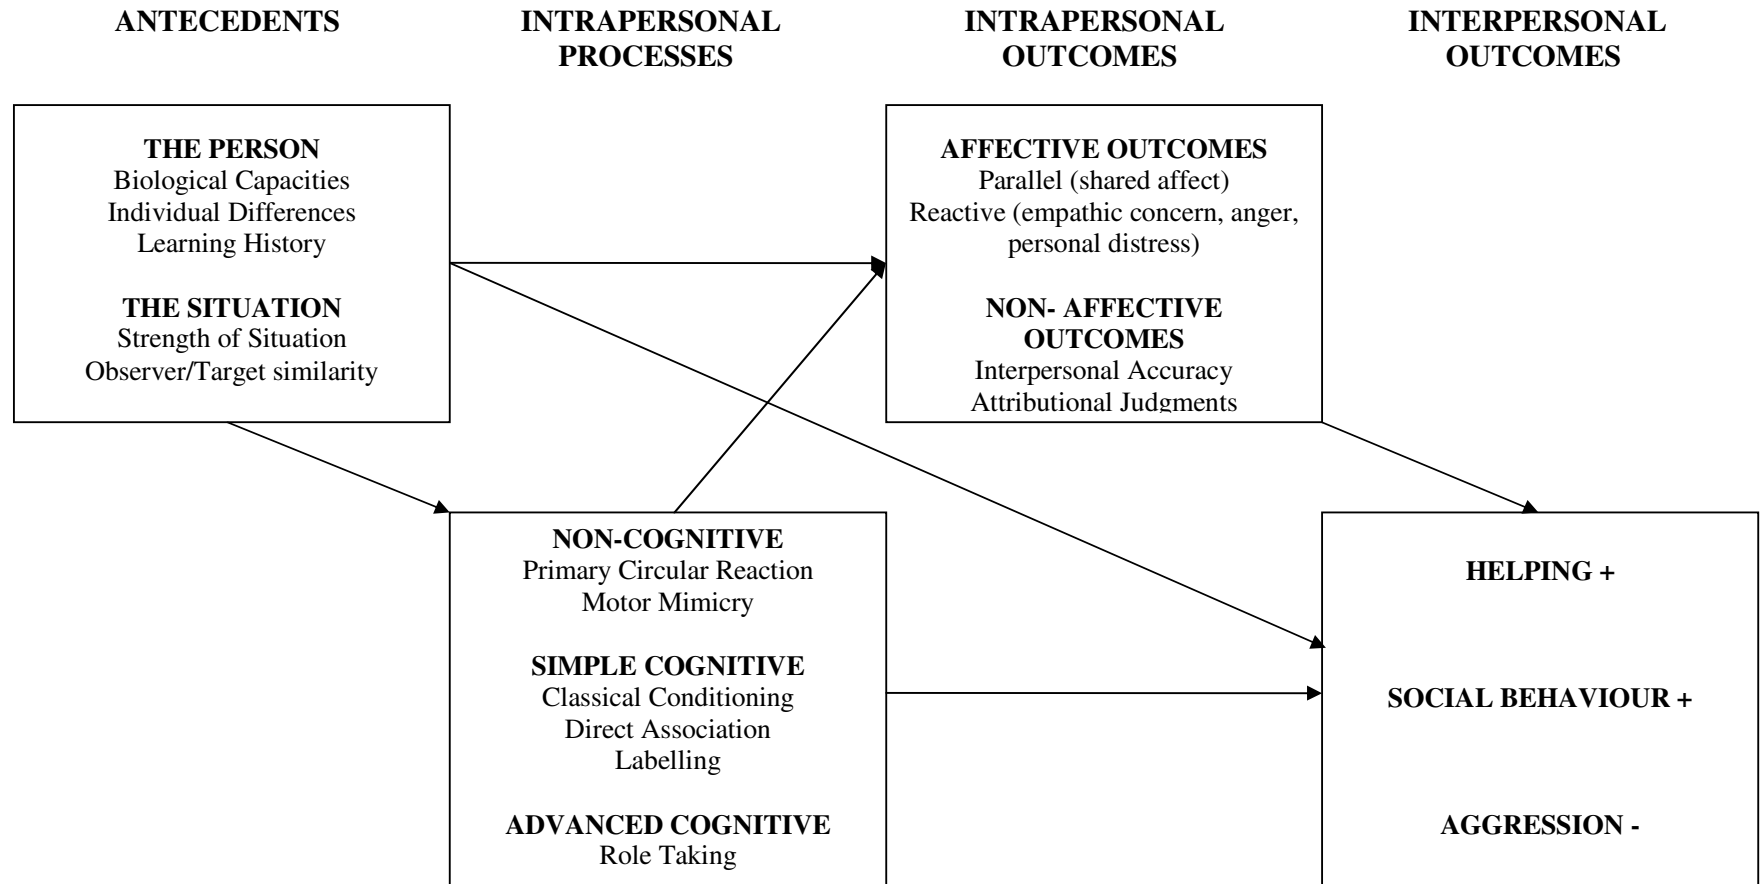 ANTECEDENTS
INTRAPERSONAL
PROCESSES
INTRAPERSONAL
OUTCOMES
INTERPERSONAL
OUTCOMES
THE PERSON
Biological Capacities
Individual Differences
Learning History
THE SITUATION
Strength of Situation
Observer/Target similarity
AFFECTIVE OUTCOMES
Parallel (shared affect)
Reactive (empathic concern, anger,
personal distress)
NON- AFFECTIVE
OUTCOMES
Interpersonal Accuracy
Attributional Judgments
NON-COGNITIVE
Primary Circular Reaction
Motor Mimicry
SIMPLE COGNITIVE
Classical Conditioning
Direct Association
Labelling
ADVANCED COGNITIVE
Role Taking
HELPING +
SOCIAL BEHAVIOUR +
AGGRESSION -